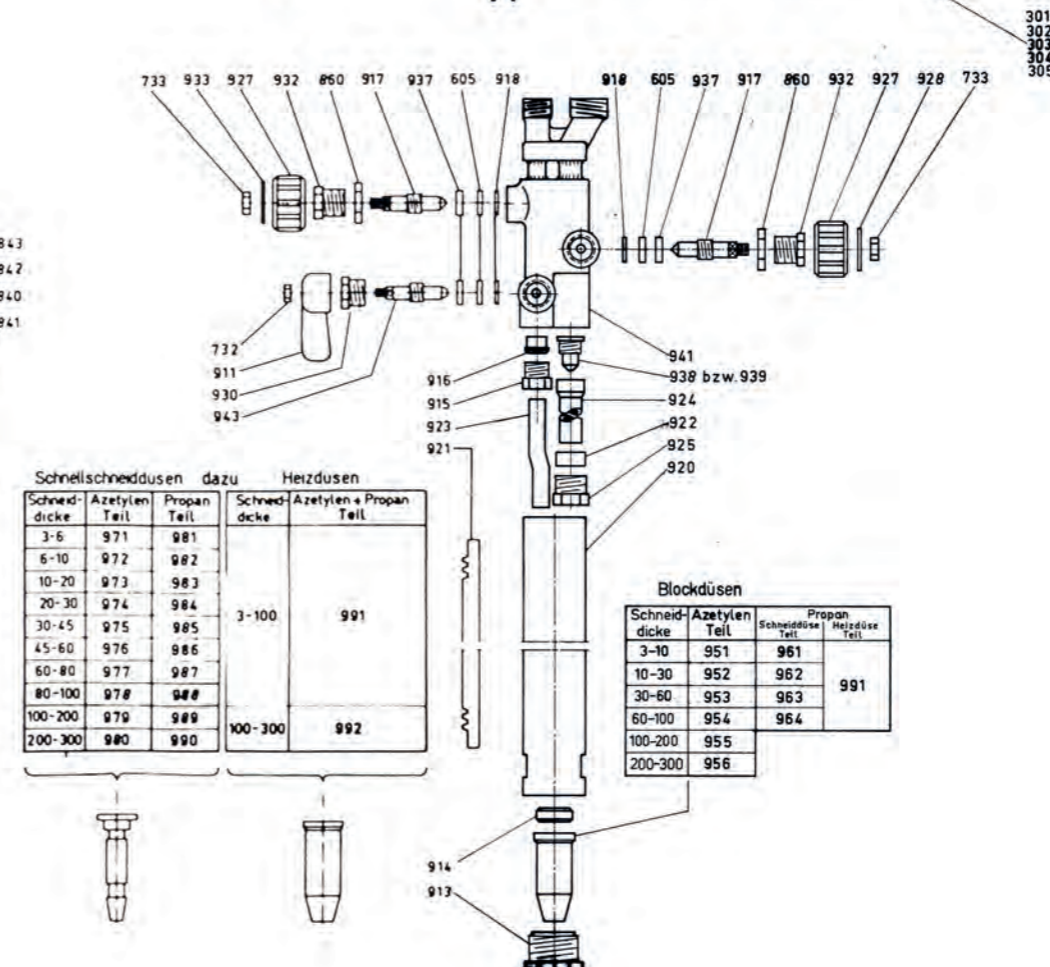 301
302
303
304
305
733 933 927 932 860 917 937 605 918
918 605 937 917 860 932 927 928 733
843
842
840
841
732
911
930
943
916
915
923
921
941
938 bzw. 939
924
922
925
920
Schnellschneiddusen dazu Heizdusen
Schneid-dicke Azetylen Teil Propan Teil
3-6 971 981
6-10 972 982
10-20 973 983
20-30 974 984
30-45 975 985
45-60 976 986
60-80 977 987
80-100 978 988
100-200 979 989
200-300 980 990
Schneid-dicke Azetylen + Propan Teil
3-100 991
100-300 992
Blockdüsen
Schneid-dicke Azetylen Teil Propan Schneiddüse Teil Heizdüse Teil
3-10 951 961
10-30 952 962
30-60 953 963
60-100 954 964
991
100-200 955
200-300 956
914
913